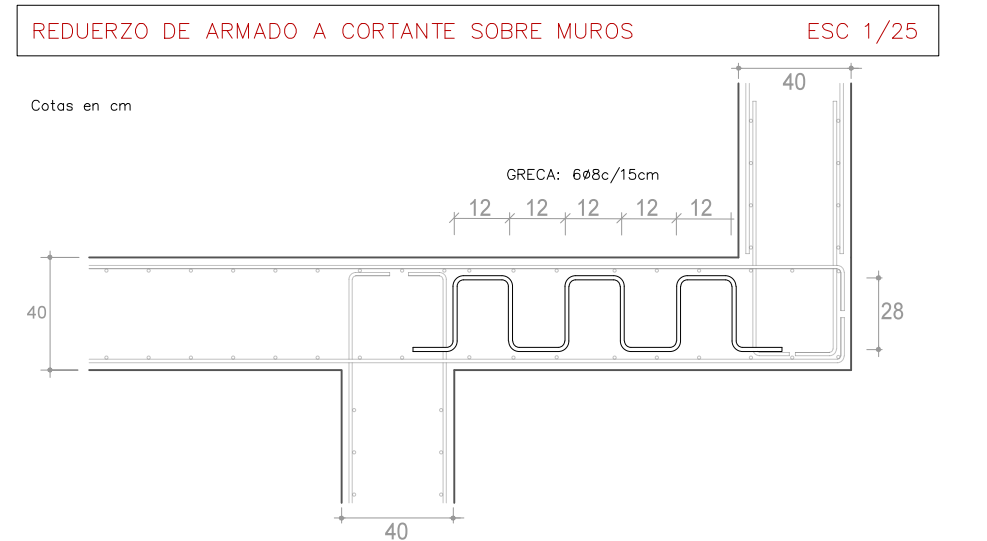 REDUERZO DE ARMADO A CORTANTE SOBRE MUROS ESC 1/25
40
Cotas en cm
GRECA: 6ø8c/15cm
12 12 12 12 12
40
28
40